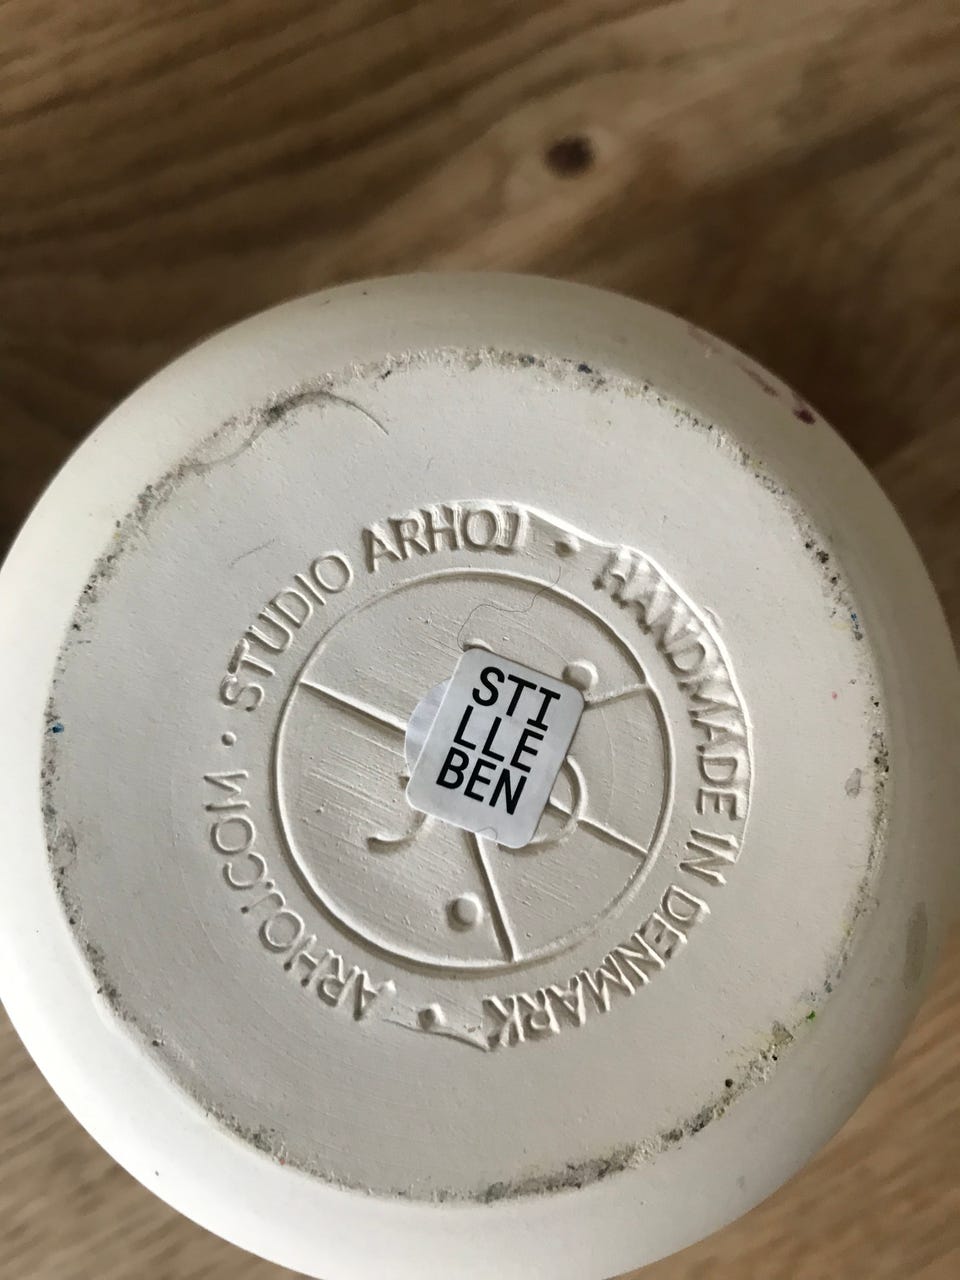 STUDIO ARHOJ • HANDMADE IN DENMARK • ARHOJ.COM •
STI
LLE
BEN